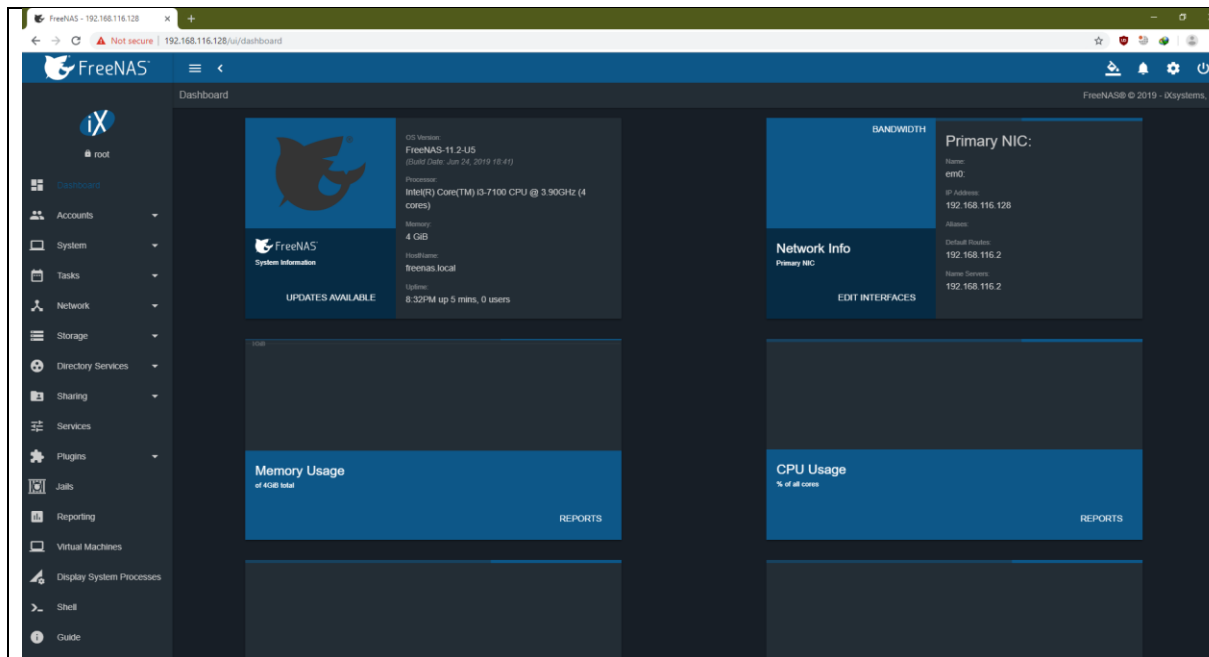 FreeNAS - 192.168.116.128
Not secure | 192.168.116.128/ui/dashboard
FreeNAS
Dashboard
FreeNAS® © 2019 - iXsystems,
iX
root
Dashboard
Accounts
System
Tasks
Network
Storage
Directory Services
Sharing
Services
Plugins
Jails
Reporting
Virtual Machines
Display System Processes
Shell
Guide
FreeNAS
System Information
UPDATES AVAILABLE
OS Version:
FreeNAS-11.2-U5
(Build Date: Jun 24, 2019 18:41)
Processor:
Intel(R) Core(TM) i3-7100 CPU @ 3.90GHz (4
cores)
Memory:
4 GiB
HostName:
freenas.local
Uptime:
8:32PM up 5 mins, 0 users
BANDWIDTH
Network Info
Primary NIC
EDIT INTERFACES
Primary NIC:
Name:
em0:
IP Address:
192.168.116.128
Aliases:
Default Routes:
192.168.116.2
Name Servers:
192.168.116.2
Memory Usage
of 4GiB total
REPORTS
CPU Usage
% of all cores
REPORTS